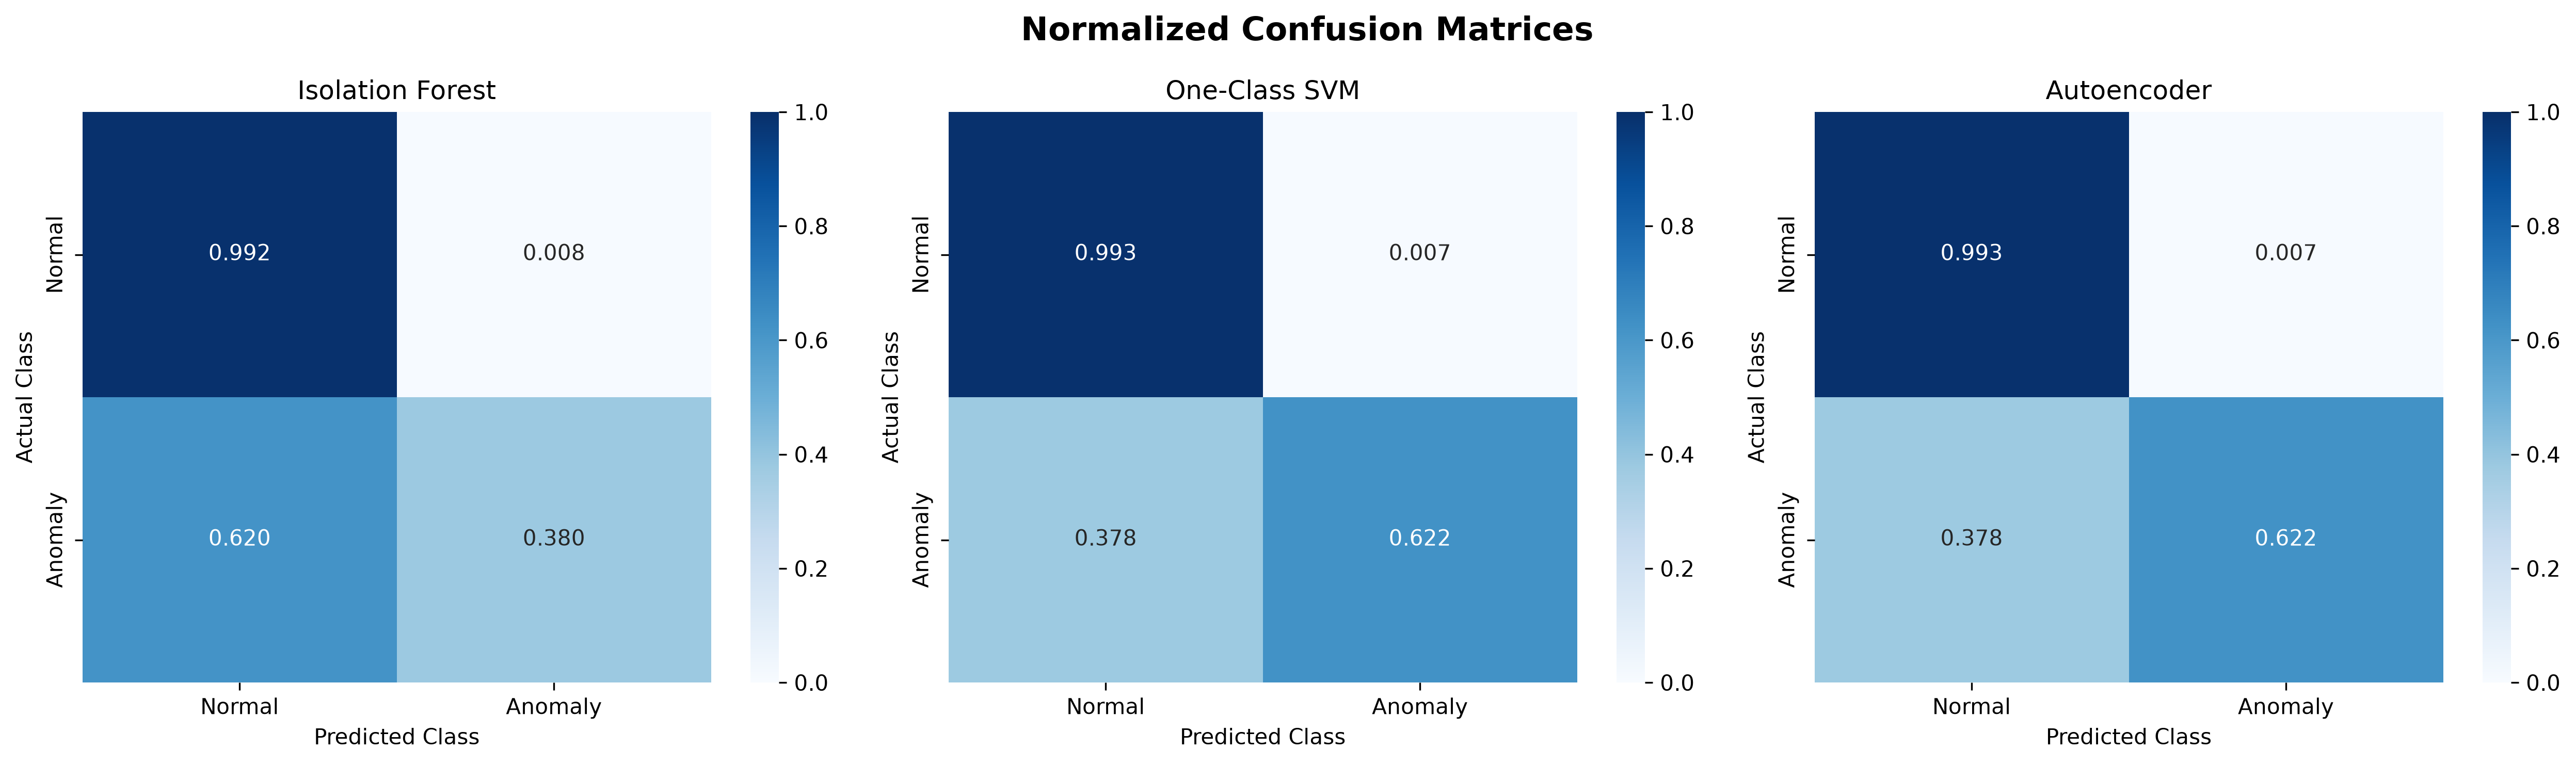 Normalized Confusion Matrices
Isolation Forest
Actual Class
Normal
Anomaly
0.992
0.008
0.620
0.380
Normal
Anomaly
Predicted Class
1.0
0.8
0.6
0.4
0.2
0.0
One-Class SVM
Actual Class
Normal
Anomaly
0.993
0.007
0.378
0.622
Normal
Anomaly
Predicted Class
1.0
0.8
0.6
0.4
0.2
0.0
Autoencoder
Actual Class
Normal
Anomaly
0.993
0.007
0.378
0.622
Normal
Anomaly
Predicted Class
1.0
0.8
0.6
0.4
0.2
0.0